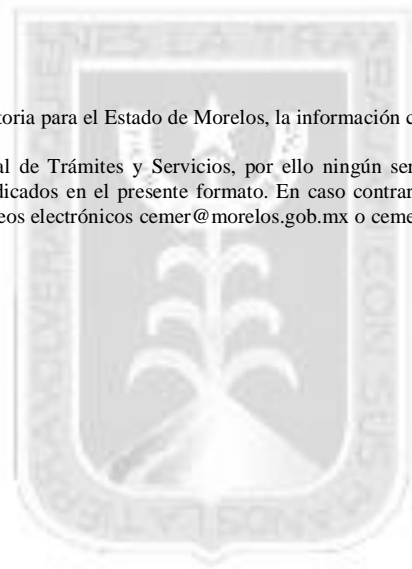 toria para el Estado de Morelos, la información c
al de Trámites y Servicios, por ello ningún ser
dicados en el presente formato. En caso contrar
eos electrónicos cemer@morelos.gob.mx o ceme